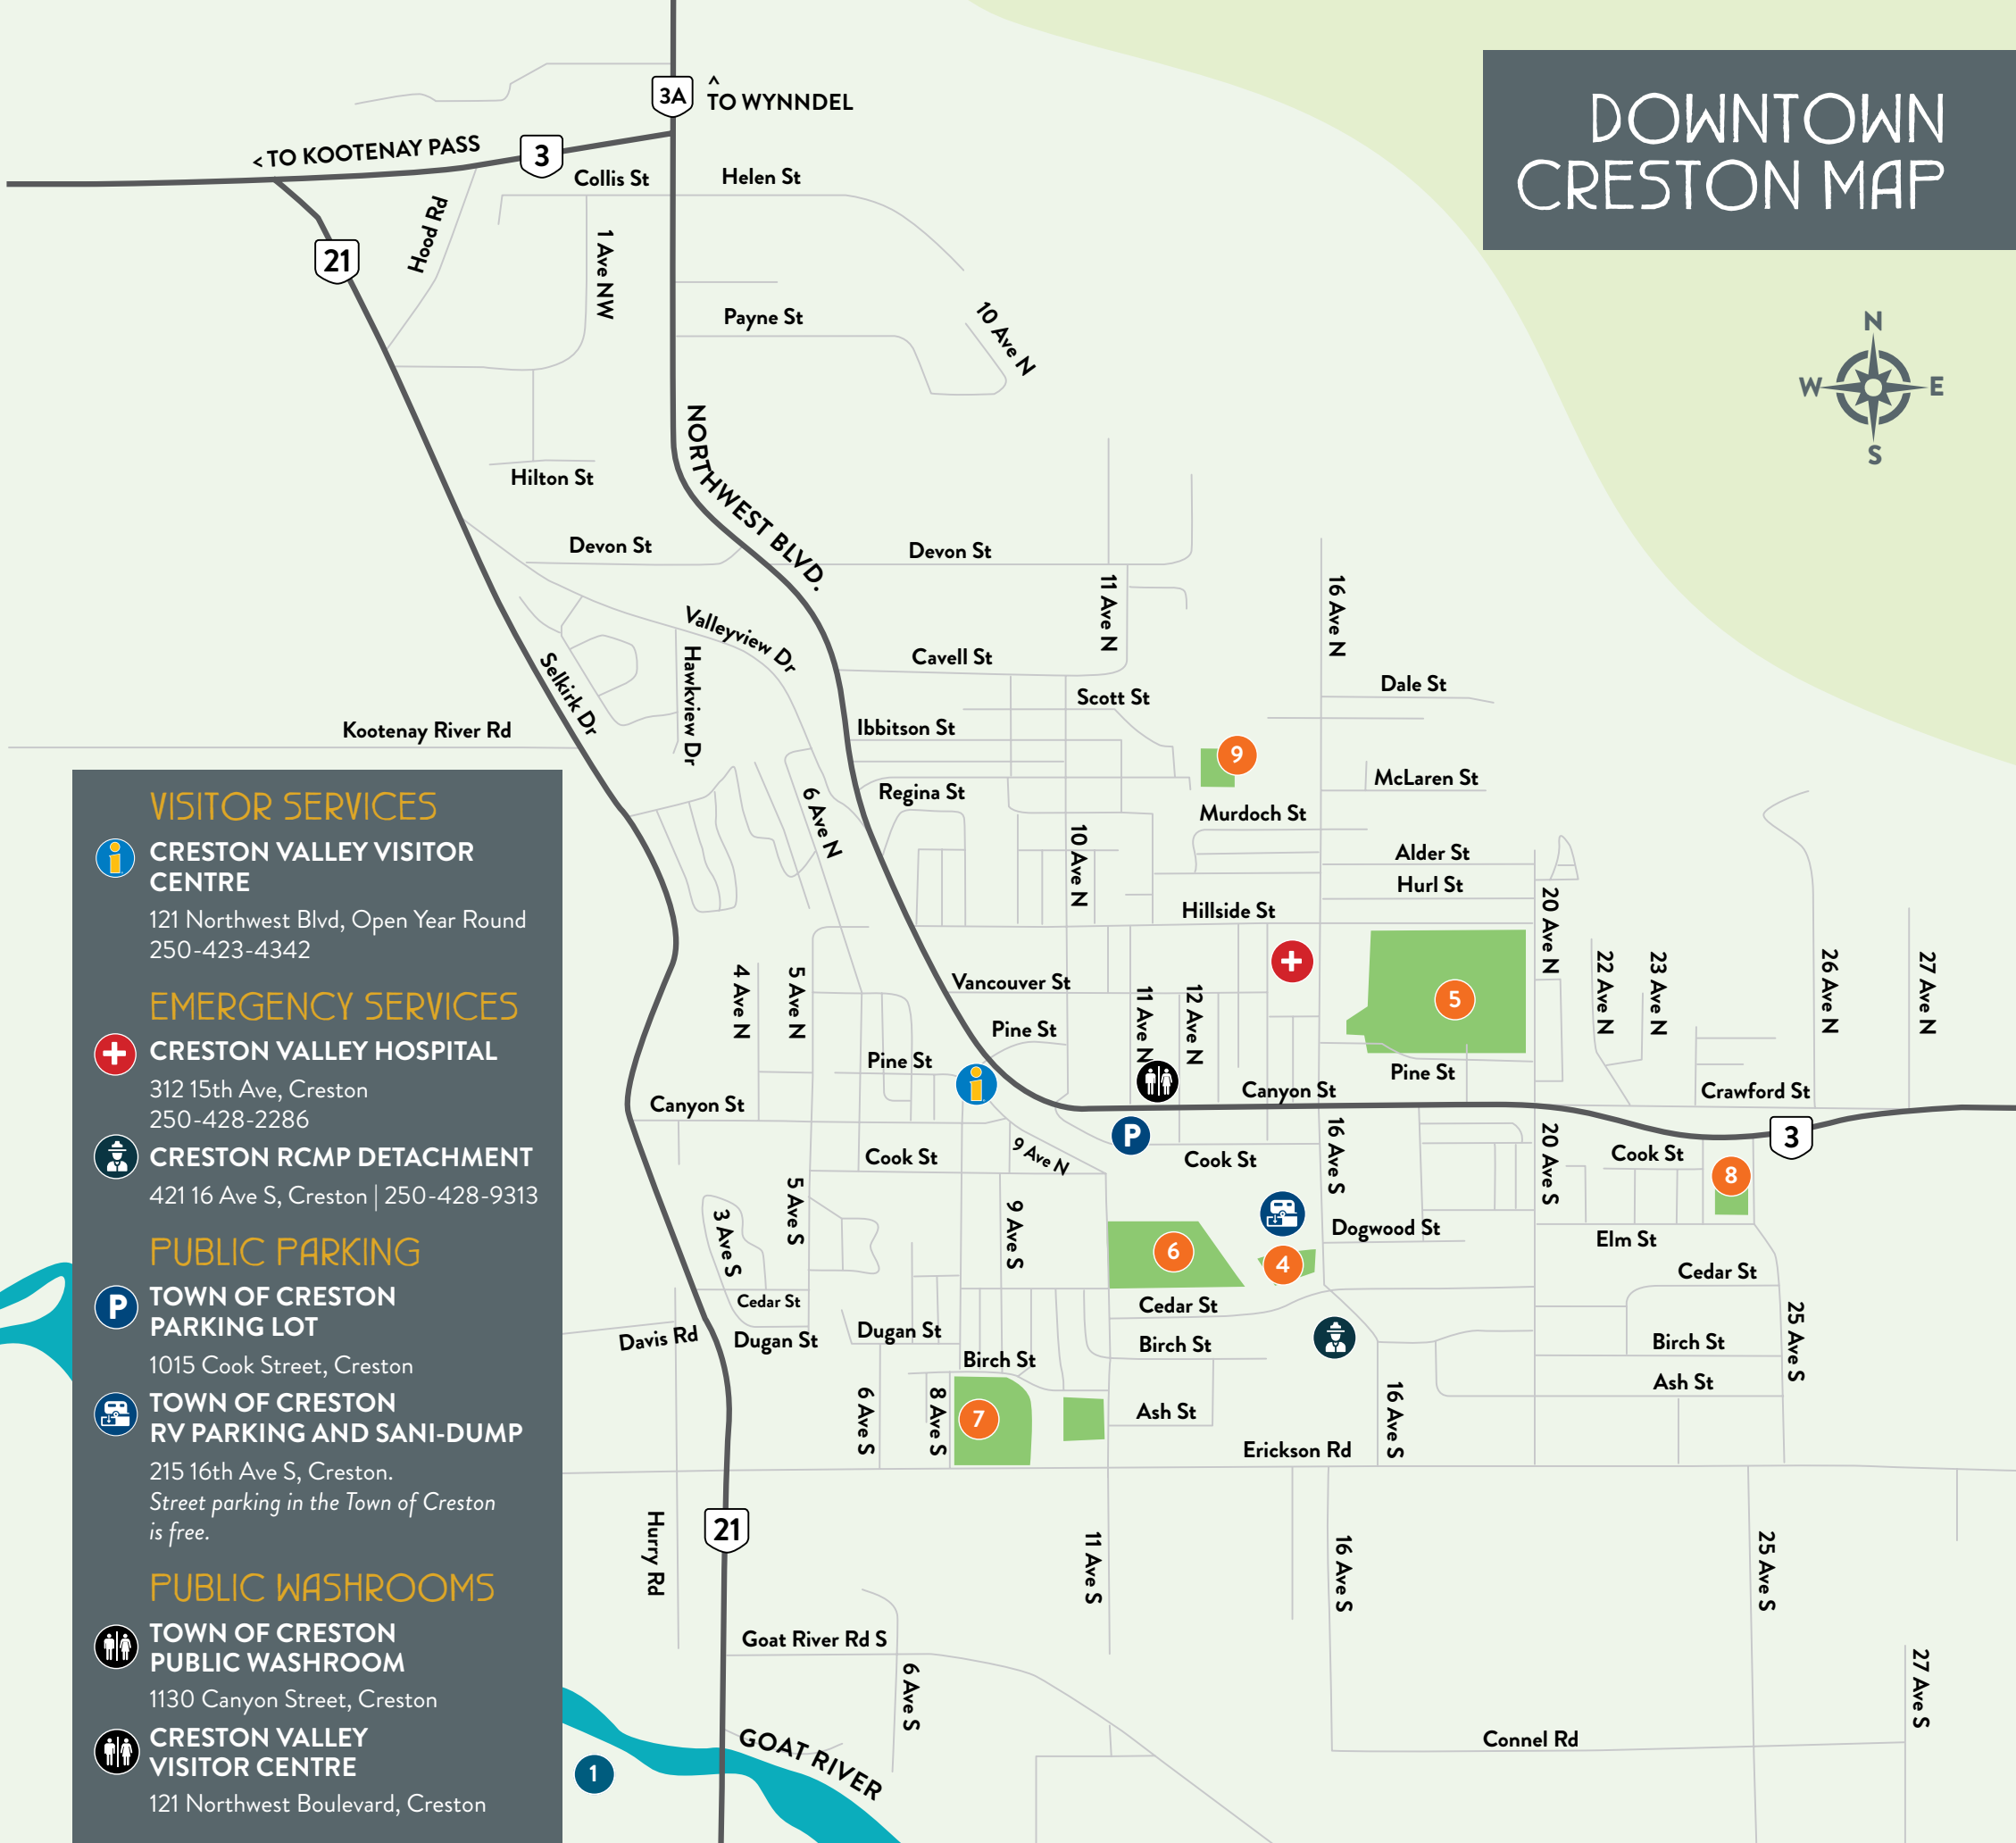 DOWNTOWN
CRESTON MAP
N
W
E
S
3A
^
TO WYNNDEL
< TO KOOTENAY PASS
3
Collis St
Helen St
21
Hood Rd
1 Ave NW
Payne St
10 Ave N
NORTHWEST BLVD.
Hilton St
Devon St
Devon St
11 Ave N
16 Ave N
Valleyview Dr
Hawkview Dr
Selkirk Dr
Cavell St
Scott St
Dale St
Kootenay River Rd
Ibbitson St
9
McLaren St
Regina St
6 Ave N
Murdoch St
10 Ave N
Alder St
Hurl St
20 Ave N
Hillside St
Vancouver St
4 Ave N
5 Ave N
11 Ave N
12 Ave N
5
22 Ave N
23 Ave N
26 Ave N
27 Ave N
Pine St
Pine St
Pine St
i
Canyon St
Canyon St
Crawford St
P
3
9 Ave N
Cook St
Cook St
16 Ave S
20 Ave S
Cook St
8
5 Ave S
3 Ave S
9 Ave S
Dogwood St
Elm St
6
4
Cedar St
Cedar St
Cedar St
Davis Rd
Dugan St
Dugan St
Birch St
Birch St
Birch St
25 Ave S
Ash St
Ash St
6 Ave S
8 Ave S
7
16 Ave S
Erickson Rd
Hurry Rd
21
11 Ave S
16 Ave S
25 Ave S
Goat River Rd S
6 Ave S
27 Ave S
Connel Rd
GOAT RIVER
1
VISITOR SERVICES
i
CRESTON VALLEY VISITOR
CENTRE
121 Northwest Blvd, Open Year Round
250-423-4342
EMERGENCY SERVICES
CRESTON VALLEY HOSPITAL
312 15th Ave, Creston
250-428-2286
CRESTON RCMP DETACHMENT
421 16 Ave S, Creston | 250-428-9313
PUBLIC PARKING
P
TOWN OF CRESTON
PARKING LOT
1015 Cook Street, Creston
TOWN OF CRESTON
RV PARKING AND SANI-DUMP
215 16th Ave S, Creston.
Street parking in the Town of Creston
is free.
PUBLIC WASHROOMS
TOWN OF CRESTON
PUBLIC WASHROOM
1130 Canyon Street, Creston
CRESTON VALLEY
VISITOR CENTRE
121 Northwest Boulevard, Creston